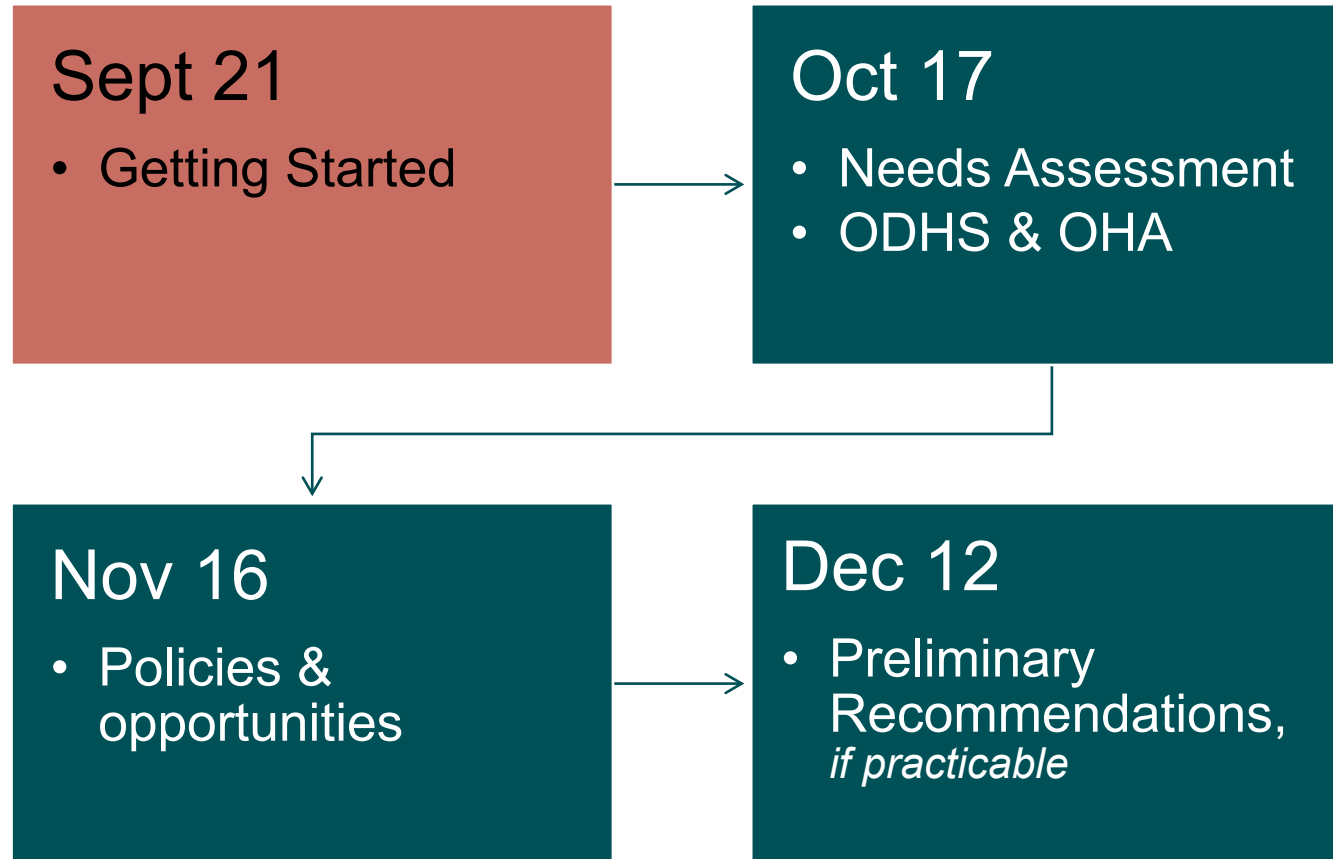 Sept 21
• Getting Started
Oct 17
• Needs Assessment
• ODHS & OHA
Nov 16
• Policies &
opportunities
Dec 12
• Preliminary
Recommendations,
if practicable